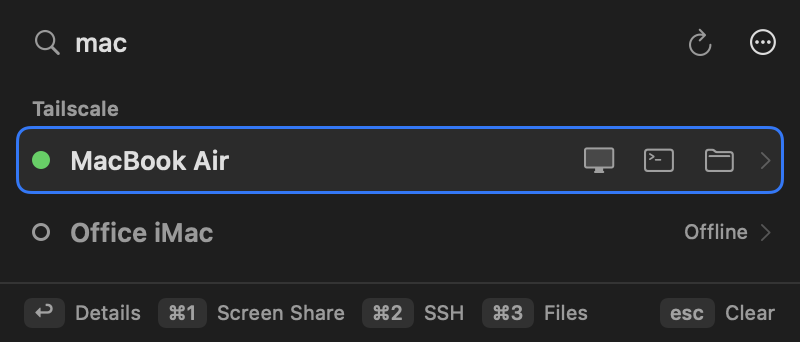 mac
Tailscale
MacBook Air
Office iMac Offline
Details ⌘1 Screen Share ⌘2 SSH ⌘3 Files esc Clear